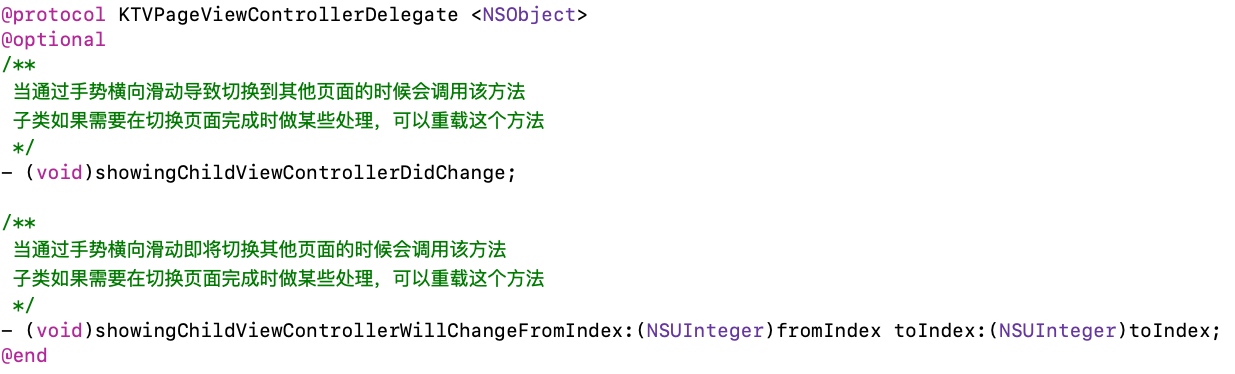 @protocol KTVPageViewControllerDelegate <NSObject>
@optional
/**
 当通过手势横向滑动导致切换到其他页面的时候会调用该方法
 子类如果需要在切换页面完成时做某些处理，可以重载这个方法
 */
- (void)showingChildViewControllerDidChange;

/**
 当通过手势横向滑动即将切换其他页面的时候会调用该方法
 子类如果需要在切换页面完成时做某些处理，可以重载这个方法
 */
- (void)showingChildViewControllerWillChangeFromIndex:(NSUInteger)fromIndex toIndex:(NSUInteger)toIndex;
@end